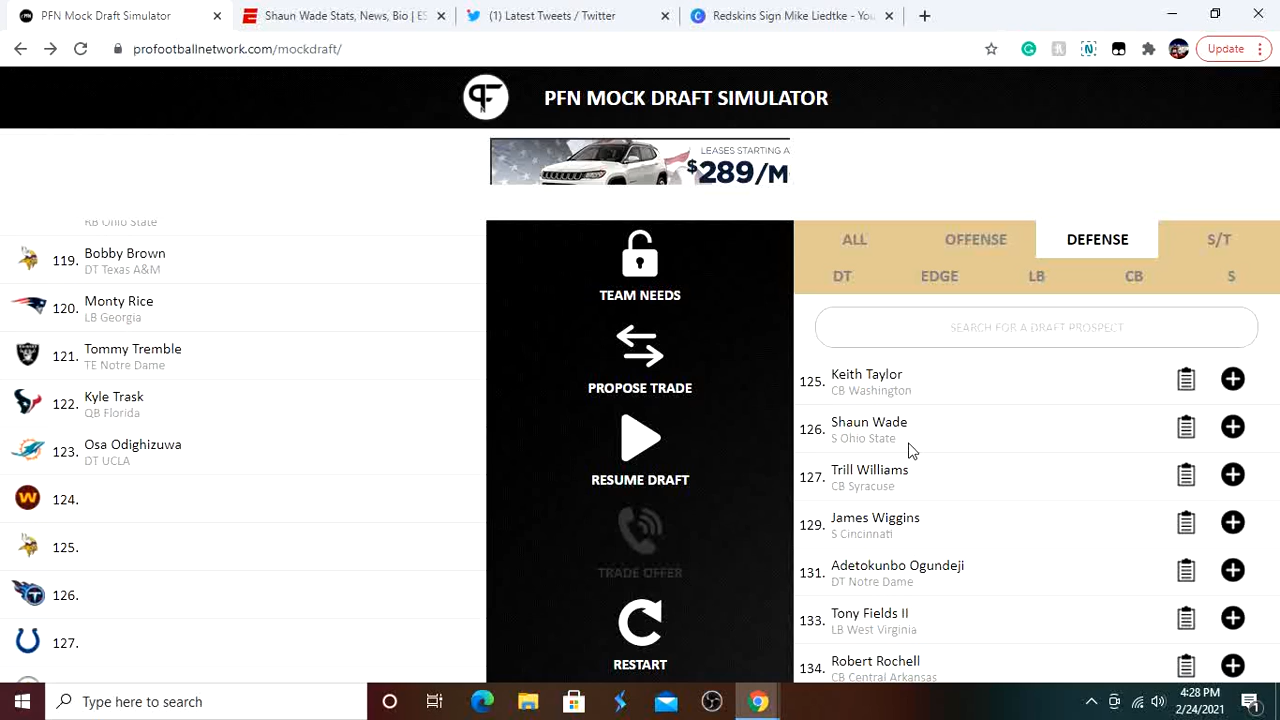 PFN Mock Draft Simulator
Shaun Wade Stats, News, Bio | ES
(1) Latest Tweets / Twitter
Redskins Sign Mike Liedtke - You
profootballnetwork.com/mockdraft/
Update
PFN MOCK DRAFT SIMULATOR
LEASES STARTING A
$289/M
RB Ohio State
119. Bobby Brown
DT Texas A&M
120. Monty Rice
LB Georgia
121. Tommy Tremble
TE Notre Dame
122. Kyle Trask
QB Florida
123. Osa Odighizuwa
DT UCLA
124.
125.
126.
127.
TEAM NEEDS
PROPOSE TRADE
RESUME DRAFT
TRADE OFFER
RESTART
ALL OFFENSE DEFENSE S/T
DT EDGE LB CB S
SEARCH FOR A DRAFT PROSPECT
125. Keith Taylor
CB Washington
126. Shaun Wade
S Ohio State
127. Trill Williams
CB Syracuse
129. James Wiggins
S Cincinnati
131. Adetokunbo Ogundeji
DT Notre Dame
133. Tony Fields II
LB West Virginia
134. Robert Rochell
CB Central Arkansas
Type here to search
4:28 PM
2/24/2021